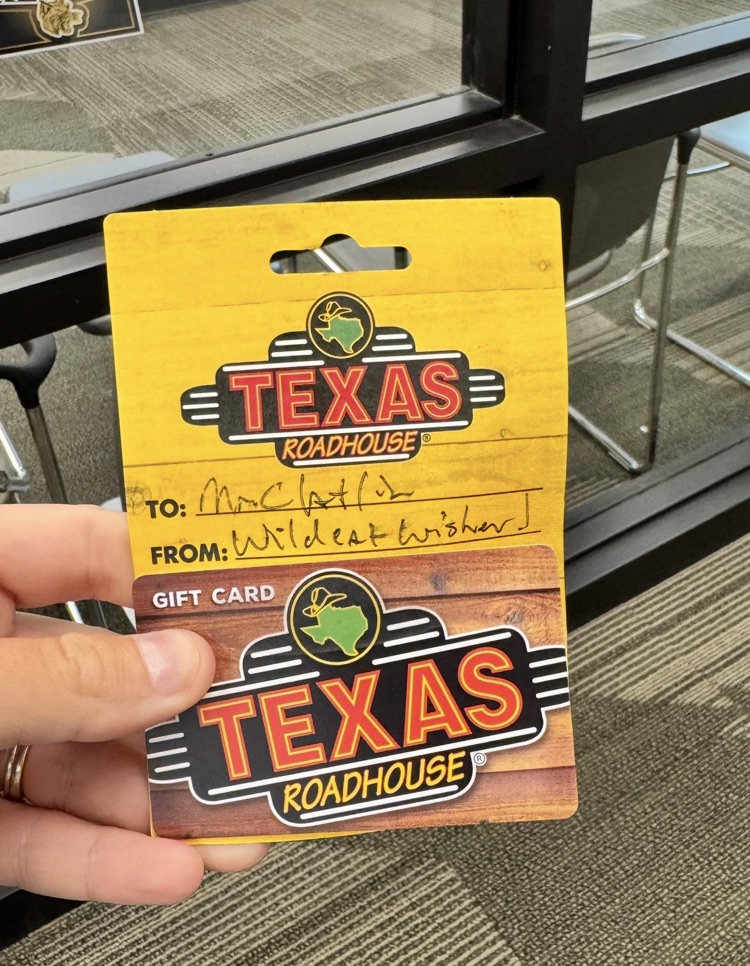 TEXAS
ROADHOUSE®
TO:
FROM: Wildcat Wishes!
GIFT CARD
TEXAS
ROADHOUSE®